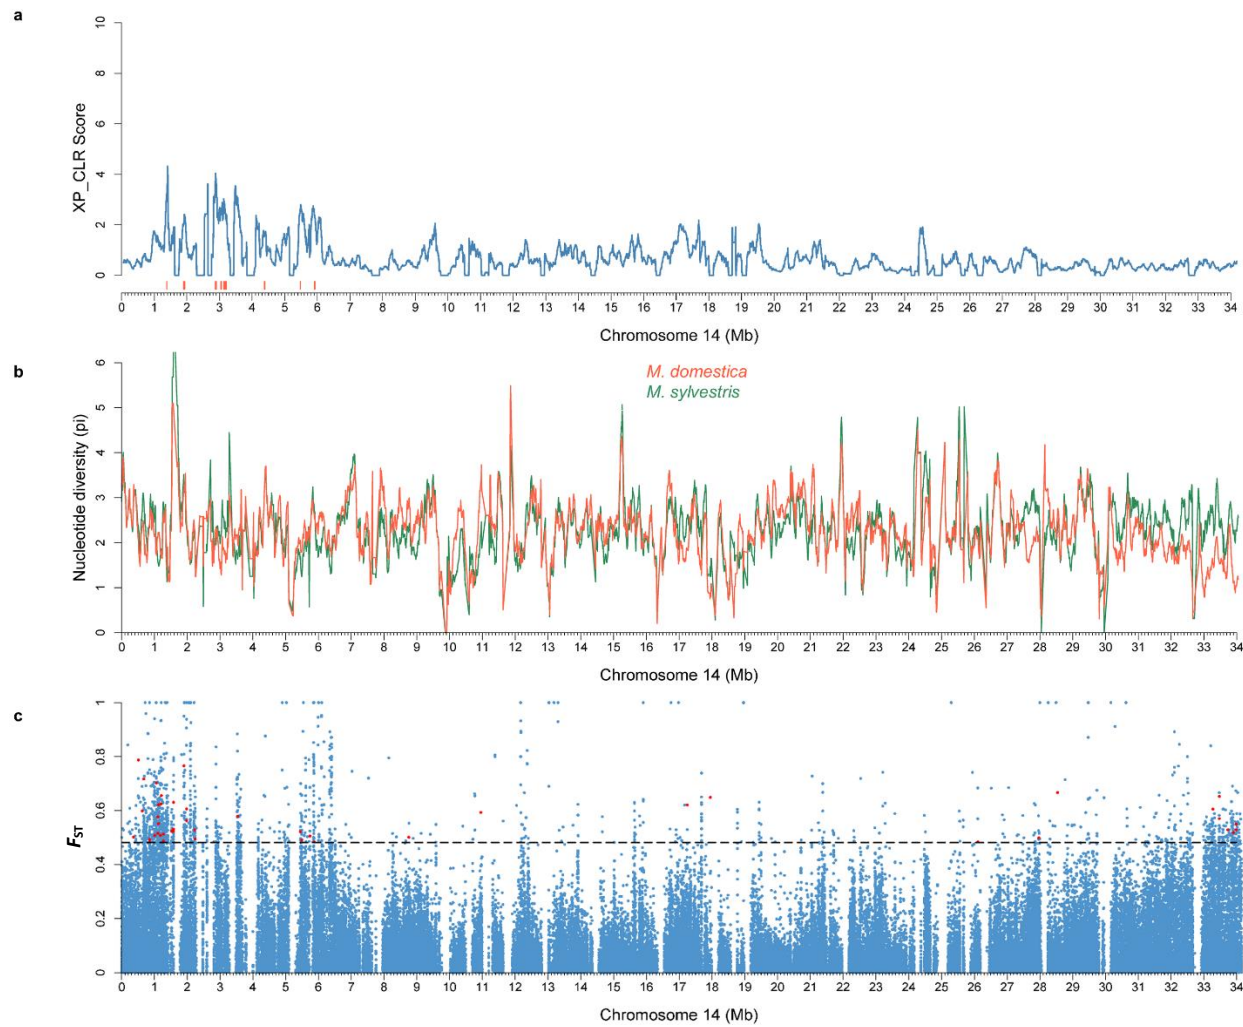 a
10
8
6
4
2
0
XP_CLR Score
0 1 2 3 4 5 6 7 8 9 10 11 12 13 14 15 16 17 18 19 20 21 22 23 24 25 26 27 28 29 30 31 32 33 34
Chromosome 14 (Mb)
b
6
5
4
3
2
1
0
Nucleotide diversity (pi)
M. domestica
M. sylvestris
0 1 2 3 4 5 6 7 8 9 10 11 12 13 14 15 16 17 18 19 20 21 22 23 24 25 26 27 28 29 30 31 32 33 34
Chromosome 14 (Mb)
c
1
0.8
0.6
0.4
0.2
0
FST
0 1 2 3 4 5 6 7 8 9 10 11 12 13 14 15 16 17 18 19 20 21 22 23 24 25 26 27 28 29 30 31 32 33 34
Chromosome 14 (Mb)